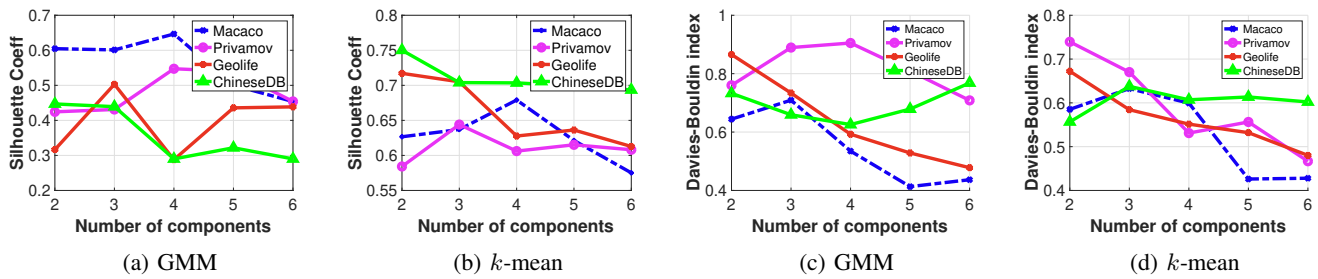 0.7
0.6
0.5
0.4
0.3
0.2
Silhouette Coeff
2 3 4 5 6
Number of components
Macaco
Privamov
Geolife
ChineseDB
(a) GMM
0.75
0.7
0.65
0.6
0.55
Silhouette Coeff
2 3 4 5 6
Number of components
Macaco
Privamov
Geolife
ChineseDB
(b) k-mean
1
0.8
0.6
0.4
Davies-Bouldin index
2 3 4 5 6
Number of components
Macaco
Privamov
Geolife
ChineseDB
(c) GMM
0.8
0.7
0.6
0.5
0.4
Davies-Bouldin index
2 3 4 5 6
Number of components
Macaco
Privamov
Geolife
ChineseDB
(d) k-mean